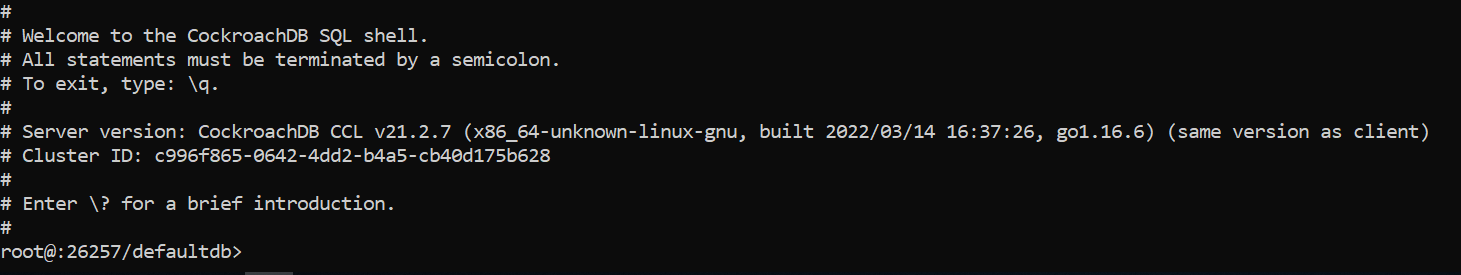 #
# Welcome to the CockroachDB SQL shell.
# All statements must be terminated by a semicolon.
# To exit, type: \q.
#
# Server version: CockroachDB CCL v21.2.7 (x86_64-unknown-linux-gnu, built 2022/03/14 16:37:26, go1.16.6) (same version as client)
# Cluster ID: c996f865-0642-4dd2-b4a5-cb40d175b628
#
# Enter \? for a brief introduction.
#
root@:26257/defaultdb>